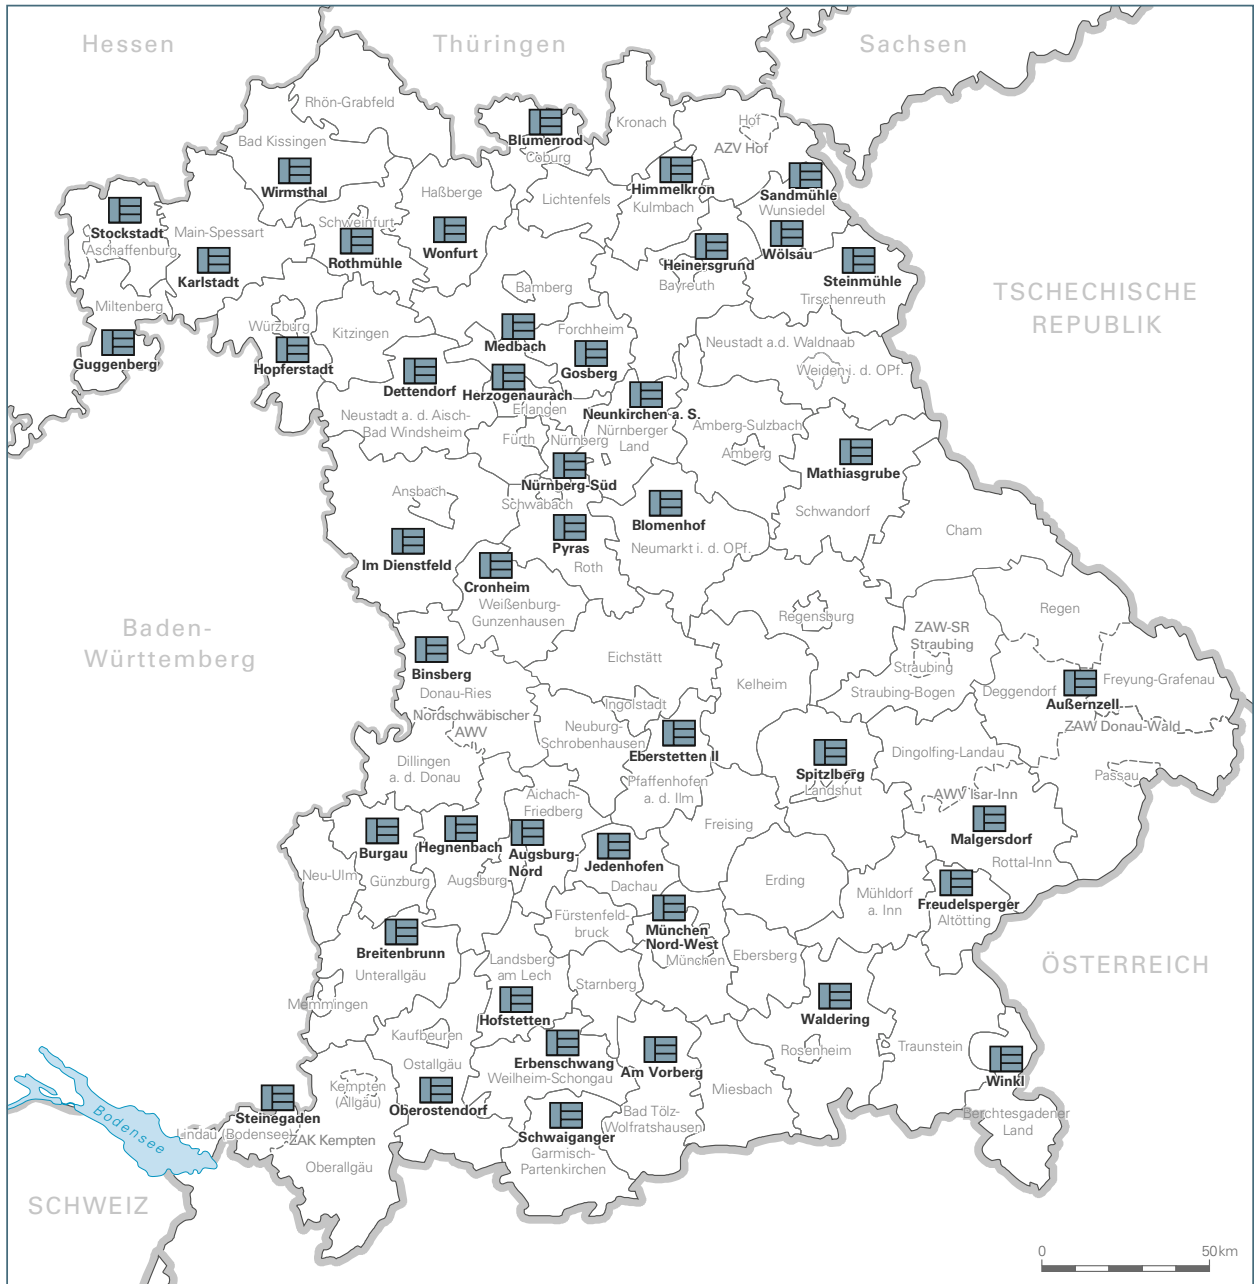 Hessen
Thüringen
Sachsen
Rhön-Grabfeld
Kronach
Hof
AZV Hof
Bad Kissingen
Blumenrod
Coburg
Wirmsthal
Haßberge
Lichtenfels
Himmelkron
Kulmbach
Sandmühle
Wunsiedel
Stockstadt
Aschaffenburg
Main-Spessart
Schweinfurt
Rothmühle
Wonfurt
Wölsau
Karlstadt
Heinersgrund
Bayreuth
Steinmühle
Tirschenreuth
Bamberg
TSCHECHISCHE
REPUBLIK
Miltenberg
Würzburg
Kitzingen
Forchheim
Medbach
Neustadt a.d. Waldnaab
Guggenberg
Hopferstadt
Gosberg
Weiden i. d. OPf.
Dettendorf
Herzogenaurach
Erlangen
Neunkirchen a. S.
Nürnberger
Land
Neustadt a. d. Aisch-
Bad Windsheim
Fürth
Nürnberg
Amberg-Sulzbach
Amberg
Mathiasgrube
Nürnberg-Süd
Ansbach
Schwabach
Blomenhof
Schwandorf
Cham
Pyras
Neumarkt i. d. OPf.
Im Dienstfeld
Roth
Cronheim
Weißenburg-
Gunzenhausen
Regensburg
Regen
ZAW-SR
Straubing
Baden-
Württemberg
Eichstätt
Straubing
Binsberg
Kelheim
Straubing-Bogen
Deggendorf
Freyung-Grafenau
Außernzell
Donau-Ries
Nordschwäbischer
AWV
Ingolstadt
Neuburg-
Schrobenhausen
ZAW Donau-Wald
Eberstetten II
Dingolfing-Landau
Dillingen
a. d. Donau
Spitzlberg
Landshut
Passau
Pfaffenhofen
a. d. Ilm
Aichach-
Friedberg
AWV Isar-Inn
Freising
Malgersdorf
Burgau
Hegnenbach
Augsburg-
Nord
Jedenhofen
Rottal-Inn
Neu-Ulm
Günzburg
Augsburg
Dachau
Erding
Mühldorf
a. Inn
Freudelsperger
Altötting
Fürstenfeld-
bruck
München
Nord-West
München
Breitenbrunn
Ebersberg
Landsberg
am Lech
ÖSTERREICH
Unterallgäu
Starnberg
Memmingen
Hofstetten
Waldering
Kaufbeuren
Traunstein
Rosenheim
Erbenschwang
Ostallgäu
Weilheim-Schongau
Am Vorberg
Winkl
Kempten
(Allgäu)
Miesbach
Steinegaden
Oberostendorf
Bodensee
Bad Tölz-
Wolfratshausen
Berchtesgadener
Land
Lindau (Bodensee)
ZAK Kempten
Schwaiganger
Garmisch-
Partenkirchen
Oberallgäu
SCHWEIZ
0
50 km